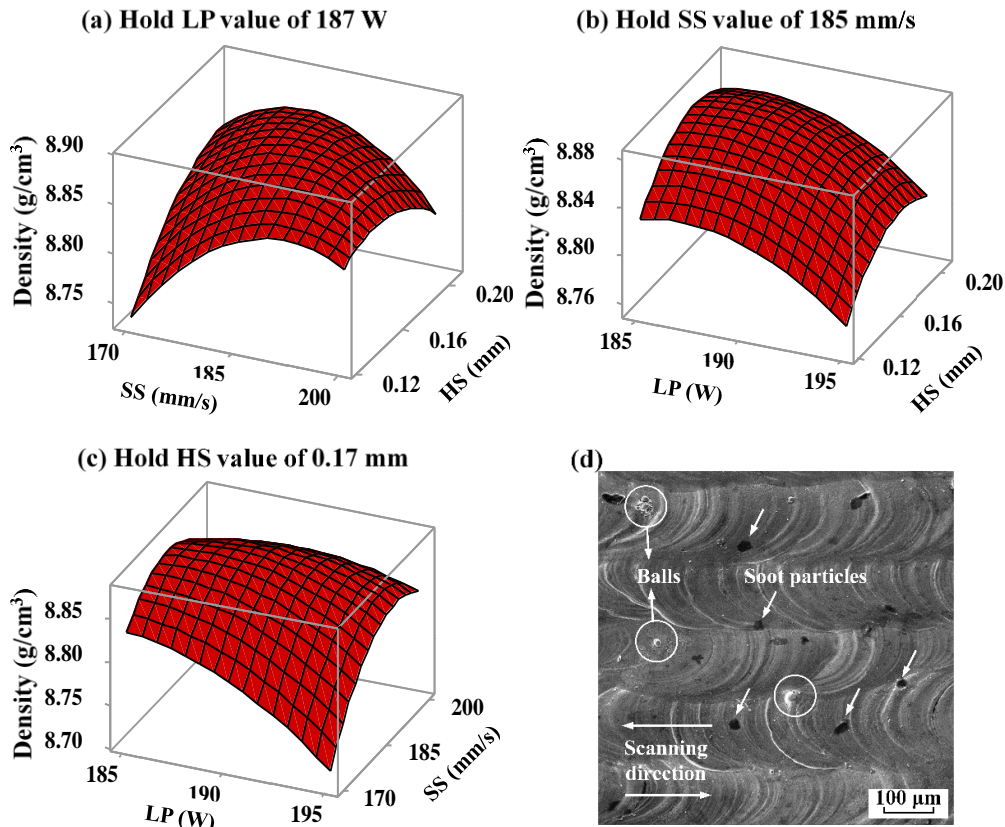 (a) Hold LP value of 187 W
Density (g/cm³)
8.90
8.85
8.80
8.75
170
185
200
SS (mm/s)
0.12
0.16
0.20
HS (mm)
(b) Hold SS value of 185 mm/s
Density (g/cm³)
8.88
8.84
8.80
8.76
185
190
195
LP (W)
0.12
0.16
0.20
HS (mm)
(c) Hold HS value of 0.17 mm
Density (g/cm³)
8.85
8.80
8.75
8.70
185
190
195
LP (W)
170
185
200
SS (mm/s)
(d)
Balls
Soot particles
Scanning
direction
100 μm